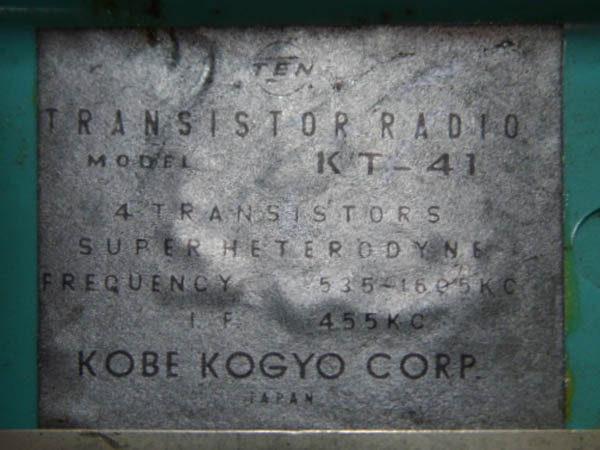 TEN
TRANSISTOR RADIO
MODEL KT-41
4 TRANSISTORS
SUPER HETERODYNE
FREQUENCY 535-1605KC
I.F. 455KC
KOBE KOGYO CORP.
JAPAN